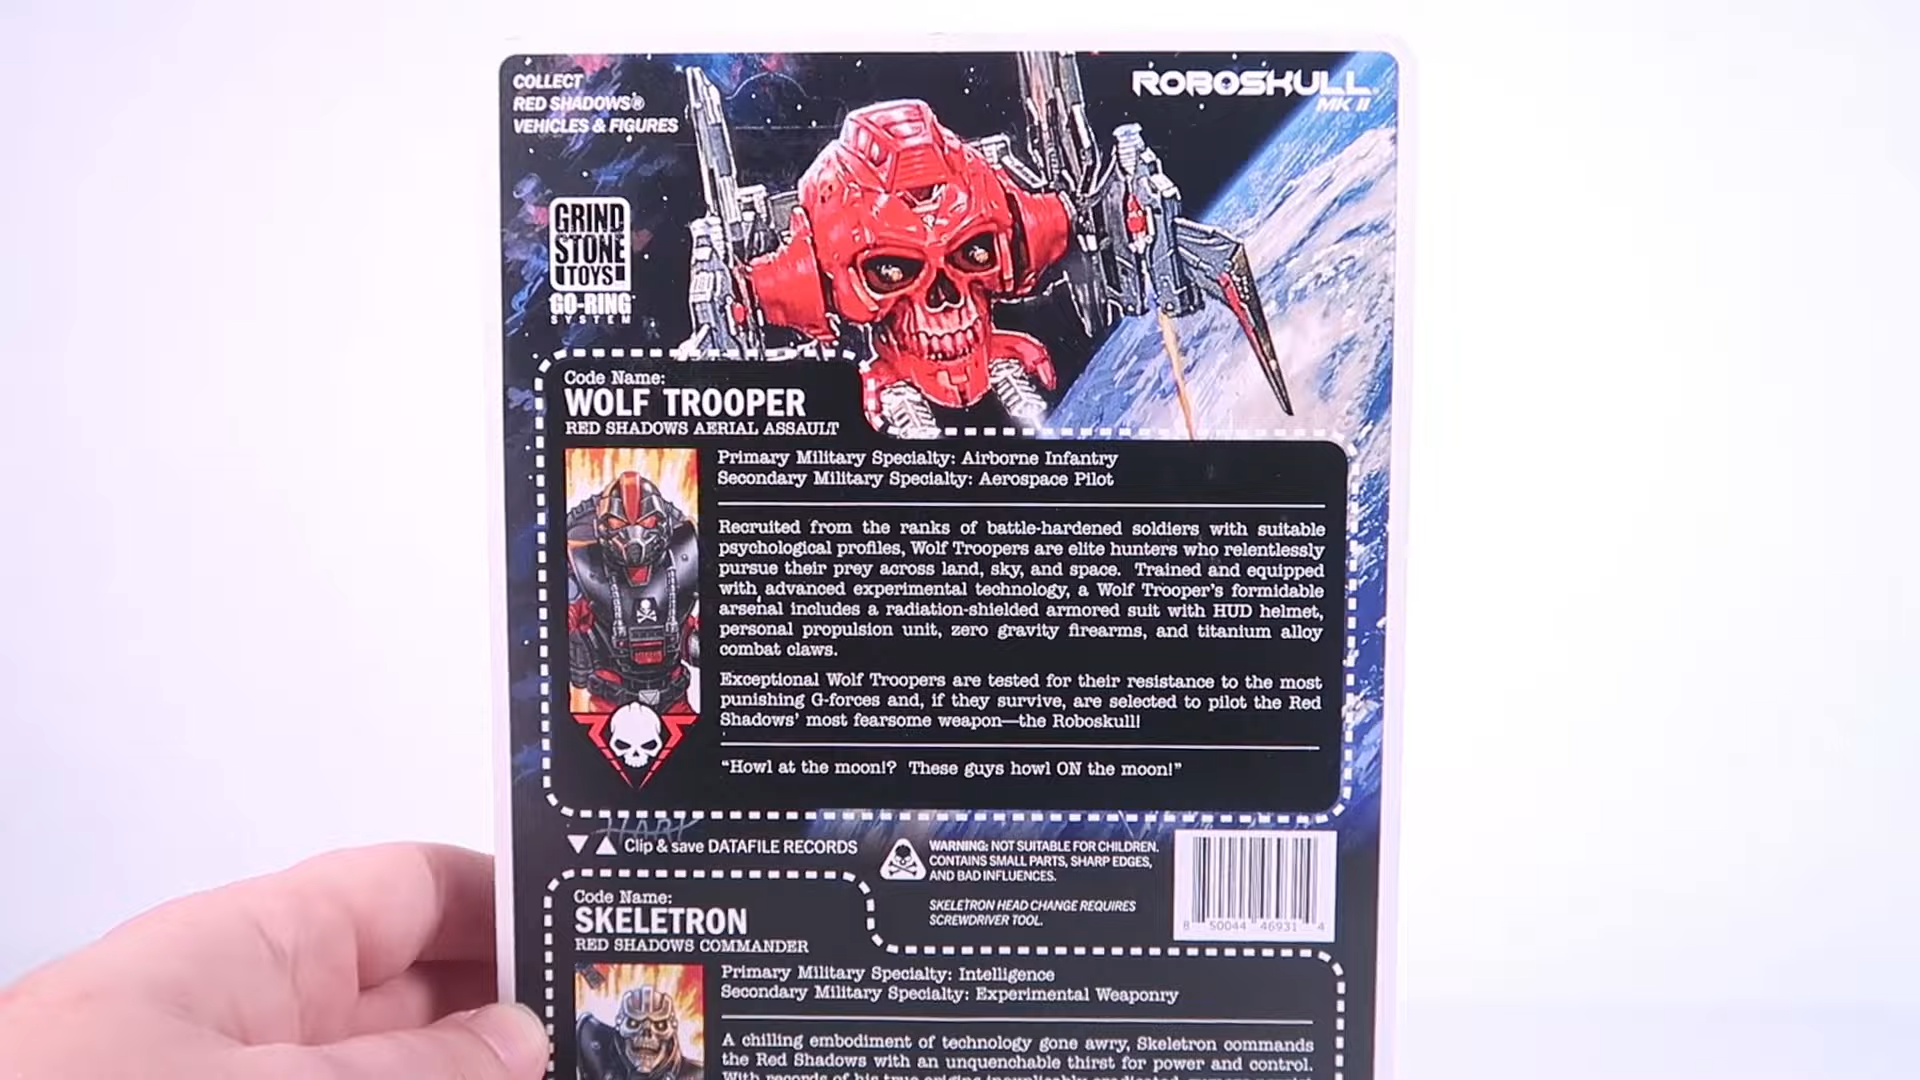 COLLECT
RED SHADOWS®
VEHICLES & FIGURES
ROBOSKULL
MK II
GRIND
STONE
TOYS
GO-RING
SYSTEM
Code Name:
WOLF TROOPER
RED SHADOWS AERIAL ASSAULT
Primary Military Specialty: Airborne Infantry
Secondary Military Specialty: Aerospace Pilot
Recruited from the ranks of battle-hardened soldiers with suitable
psychological profiles, Wolf Troopers are elite hunters who relentlessly
pursue their prey across land, sky, and space. Trained and equipped
with advanced experimental technology, a Wolf Trooper's formidable
arsenal includes a radiation-shielded armored suit with HUD helmet,
personal propulsion unit, zero gravity firearms, and titanium alloy
combat claws.
Exceptional Wolf Troopers are tested for their resistance to the most
punishing G-forces and, if they survive, are selected to pilot the Red
Shadows' most fearsome weapon—the Roboskull!
"Howl at the moon!? These guys howl ON the moon!"
HART
Clip & save DATAFILE RECORDS
WARNING: NOT SUITABLE FOR CHILDREN.
CONTAINS SMALL PARTS, SHARP EDGES,
AND BAD INFLUENCES.
SKELETRON HEAD CHANGE REQUIRES
SCREWDRIVER TOOL.
8 50044 46931 4
Code Name:
SKELETRON
RED SHADOWS COMMANDER
Primary Military Specialty: Intelligence
Secondary Military Specialty: Experimental Weaponry
A chilling embodiment of technology gone awry, Skeletron commands
the Red Shadows with an unquenchable thirst for power and control.
With records of his true origins inexplicably